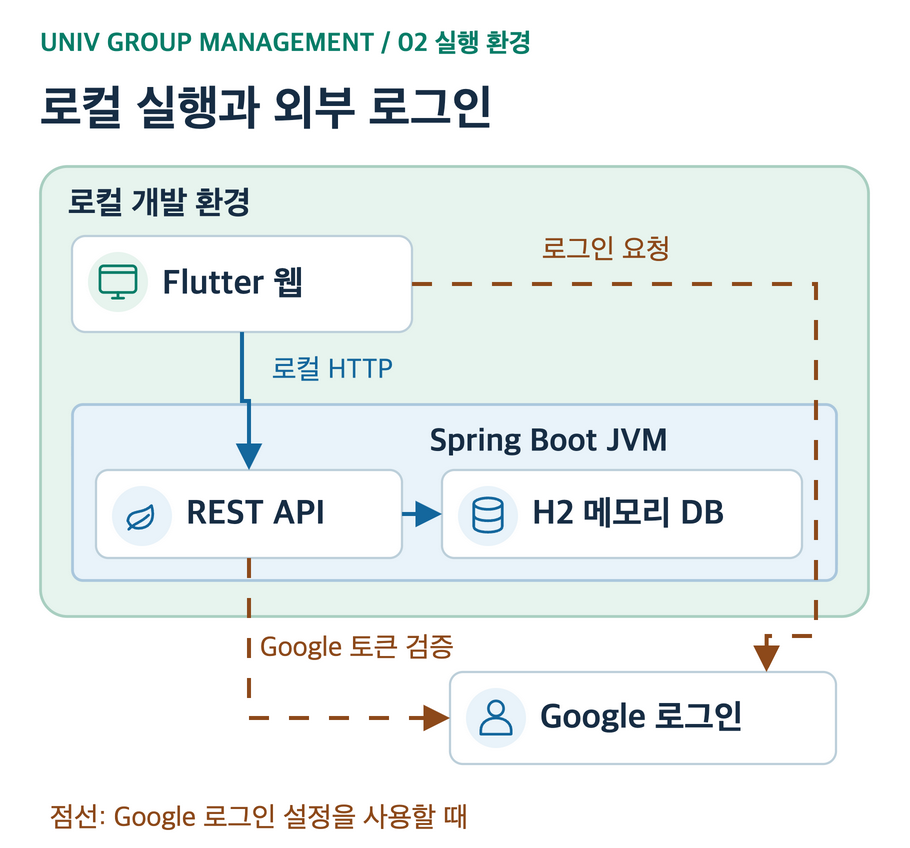 UNIV GROUP MANAGEMENT / 02 실행 환경
로컬 실행과 외부 로그인
로컬 개발 환경
Flutter 웹
로그인 요청
로컬 HTTP
Spring Boot JVM
REST API
H2 메모리 DB
Google 토큰 검증
Google 로그인
점선: Google 로그인 설정을 사용할 때